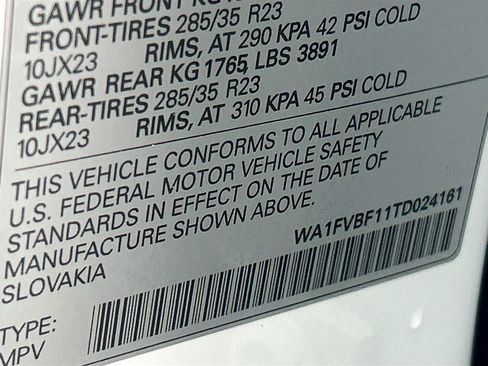 GAWR FRONT KG
FRONT-TIRES 285/35 R23
10JX23 RIMS, AT 290 KPA 42 PSI COLD
GAWR REAR KG 1765, LBS 3891
REAR-TIRES 285/35 R23
10JX23 RIMS, AT 310 KPA 45 PSI COLD
THIS VEHICLE CONFORMS TO ALL APPLICABLE
U.S. FEDERAL MOTOR VEHICLE SAFETY
STANDARDS IN EFFECT ON THE DATE OF
MANUFACTURE SHOWN ABOVE.
SLOVAKIA
WA1FVBF11TD024161
TYPE:
MPV